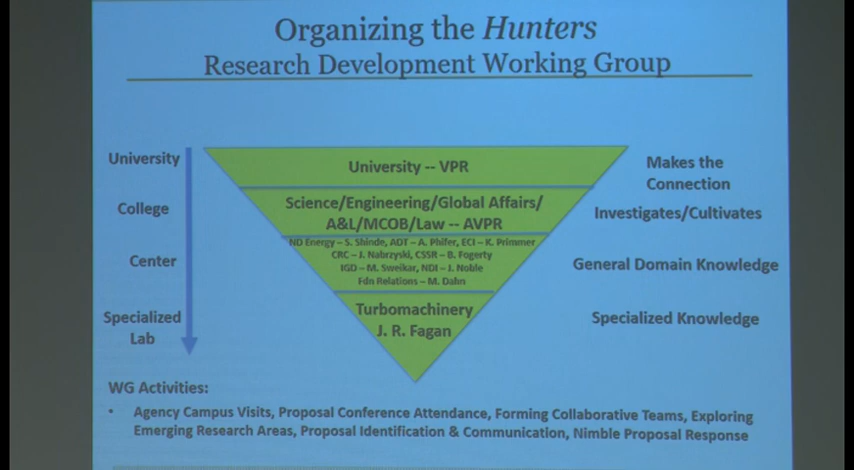 Organizing the Hunters
Research Development Working Group
University
College
Center
Specialized
Lab
University -- VPR
Science/Engineering/Global Affairs/
A&L/MCOB/Law -- AVPR
ND Energy – S. Shinde, ADT – A. Phifer, ECI – K. Primmer
CRC – J. Nabrzyski, CSSR – B. Fogerty
IGD – M. Sweikar, NDI – J. Noble
Fdn Relations – M. Dahn
Turbomachinery
J. R. Fagan
Makes the
Connection
Investigates/Cultivates
General Domain Knowledge
Specialized Knowledge
WG Activities:
• Agency Campus Visits, Proposal Conference Attendance, Forming Collaborative Teams, Exploring
Emerging Research Areas, Proposal Identification & Communication, Nimble Proposal Response